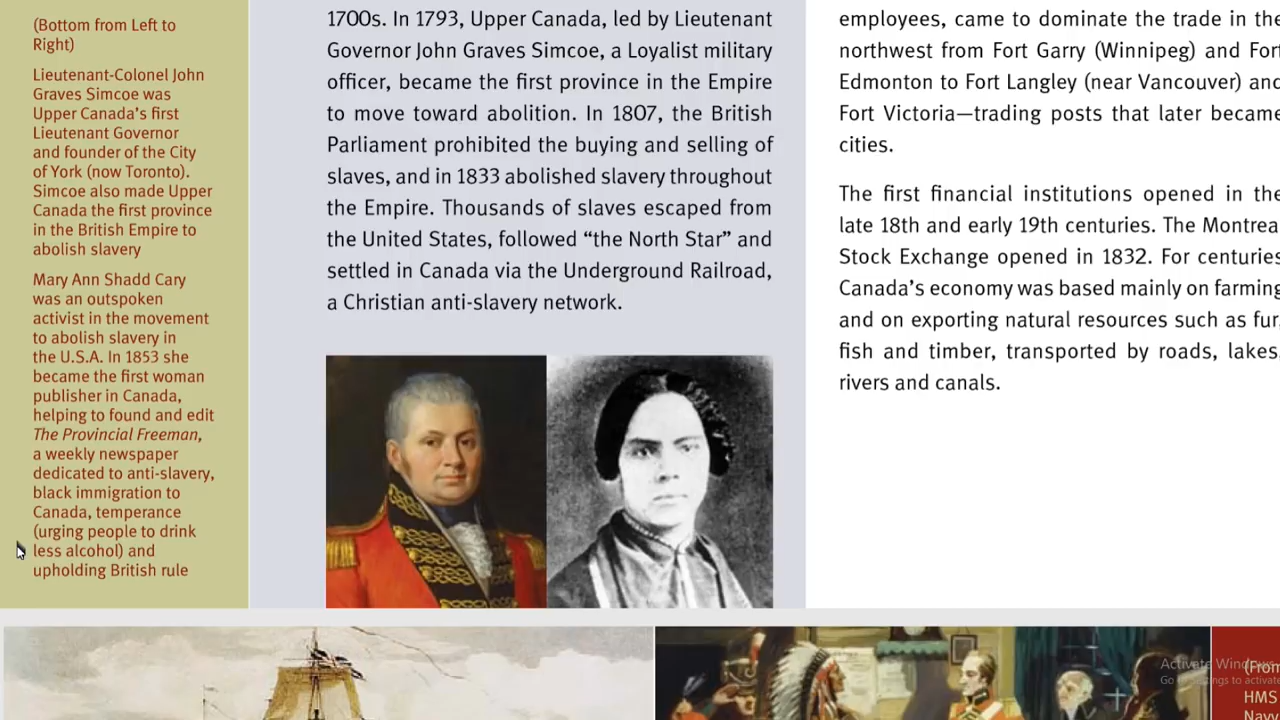 (Bottom from Left to
Right)
Lieutenant-Colonel John
Graves Simcoe was
Upper Canada's first
Lieutenant Governor
and founder of the City
of York (now Toronto).
Simcoe also made Upper
Canada the first province
in the British Empire to
abolish slavery
Mary Ann Shadd Cary
was an outspoken
activist in the movement
to abolish slavery in
the U.S.A. In 1853 she
became the first woman
publisher in Canada,
helping to found and edit
The Provincial Freeman,
a weekly newspaper
dedicated to anti-slavery,
black immigration to
Canada, temperance
(urging people to drink
less alcohol) and
upholding British rule
1700s. In 1793, Upper Canada, led by Lieutenant
Governor John Graves Simcoe, a Loyalist military
officer, became the first province in the Empire
to move toward abolition. In 1807, the British
Parliament prohibited the buying and selling of
slaves, and in 1833 abolished slavery throughout
the Empire. Thousands of slaves escaped from
the United States, followed “the North Star” and
settled in Canada via the Underground Railroad,
a Christian anti-slavery network.
employees, came to dominate the trade in the
northwest from Fort Garry (Winnipeg) and Fort
Edmonton to Fort Langley (near Vancouver) and
Fort Victoria—trading posts that later became
cities.
The first financial institutions opened in the
late 18th and early 19th centuries. The Montrea
Stock Exchange opened in 1832. For centuries
Canada's economy was based mainly on farming
and on exporting natural resources such as fur,
fish and timber, transported by roads, lakes,
rivers and canals.
Activate Windows
Go to Settings to activate
(From
HMS
Navy